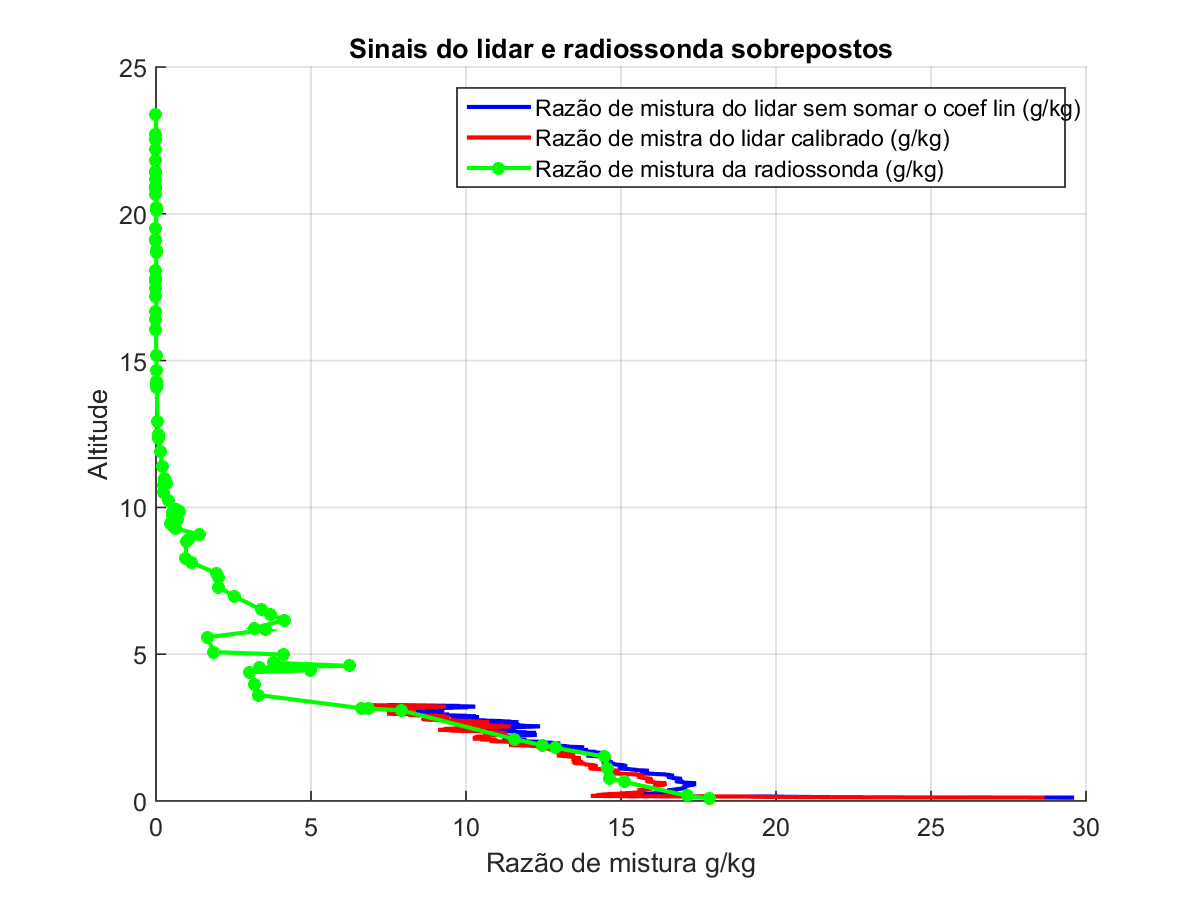 Sinais do lidar e radiossonda sobrepostos
25
Razão de mistura do lidar sem somar o coef lin (g/kg)
Razão de mistra do lidar calibrado (g/kg)
Razão de mistura da radiossonda (g/kg)
20
15
Altitude
10
5
0
0 5 10 15 20 25 30
Razão de mistura g/kg